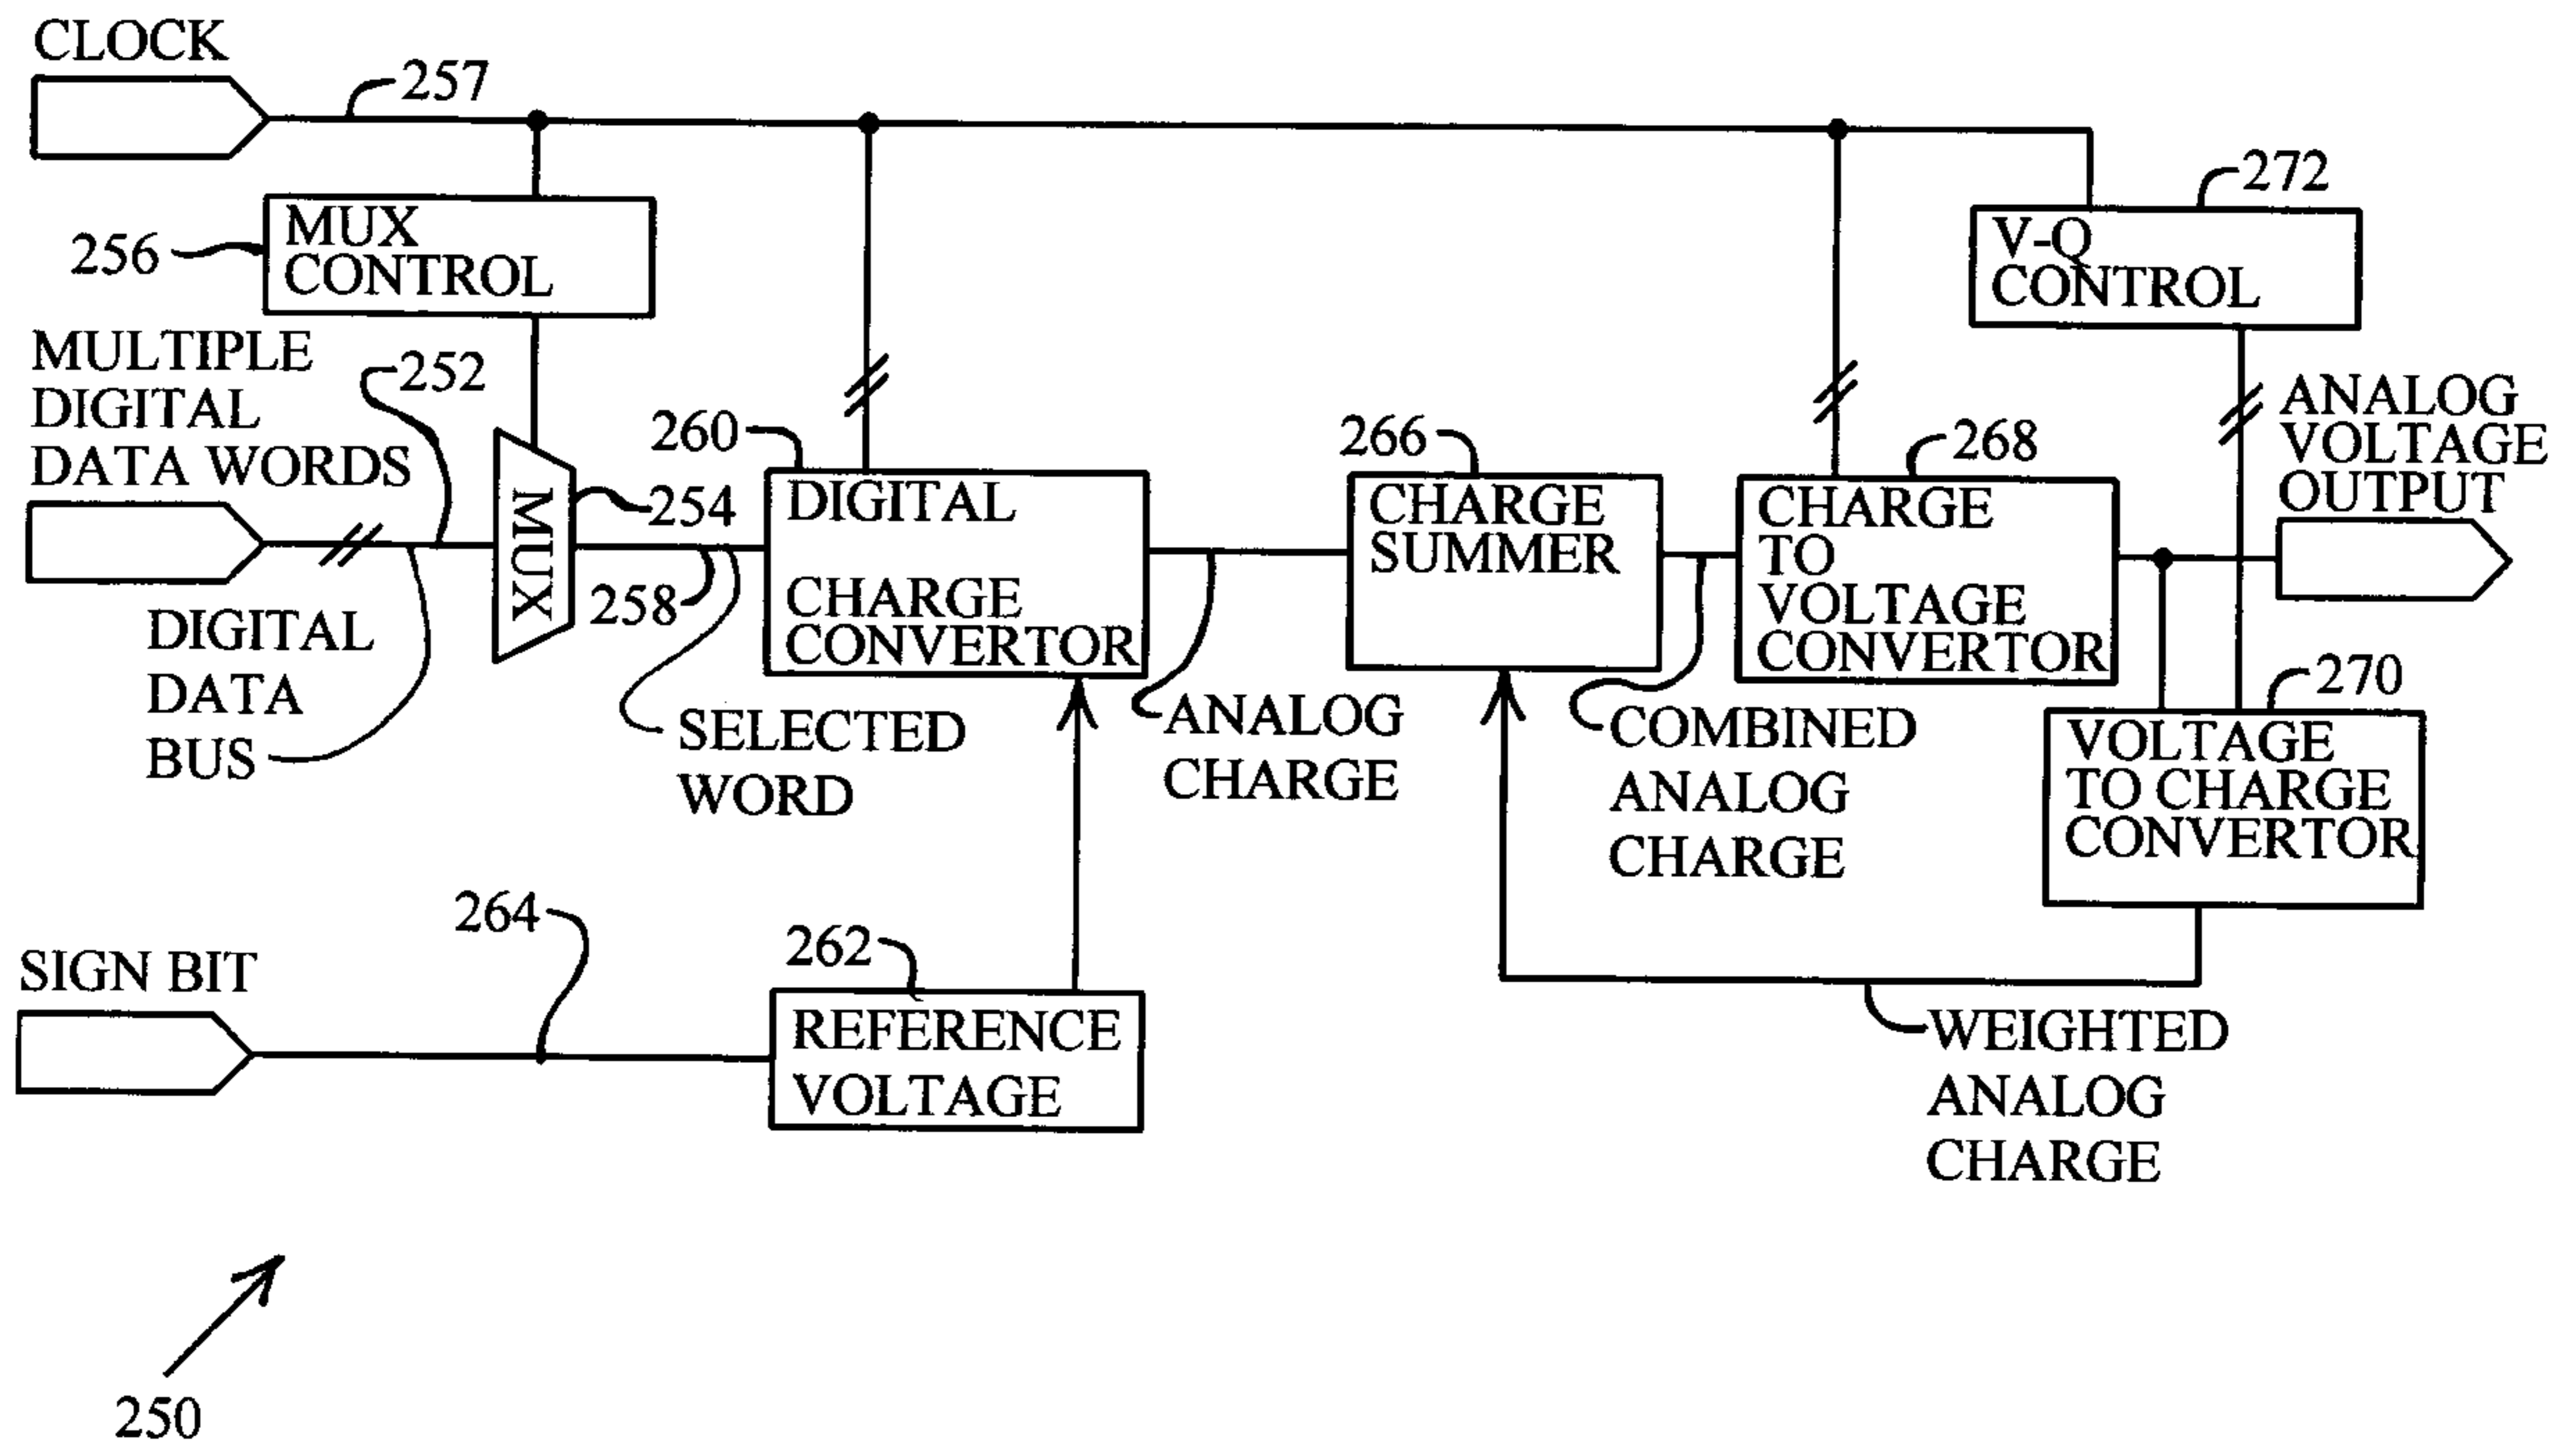 CLOCK
257
MUX
CONTROL
256
V-Q
CONTROL
272
MULTIPLE
DIGITAL
DATA WORDS
252
MUX
254
DIGITAL
DATA
BUS
258
SELECTED
WORD
260
DIGITAL
CHARGE
CONVERTOR
ANALOG
CHARGE
266
CHARGE
SUMMER
COMBINED
ANALOG
CHARGE
268
CHARGE
TO
VOLTAGE
CONVERTOR
ANALOG
VOLTAGE
OUTPUT
270
VOLTAGE
TO CHARGE
CONVERTOR
WEIGHTED
ANALOG
CHARGE
SIGN BIT
264
262
REFERENCE
VOLTAGE
250